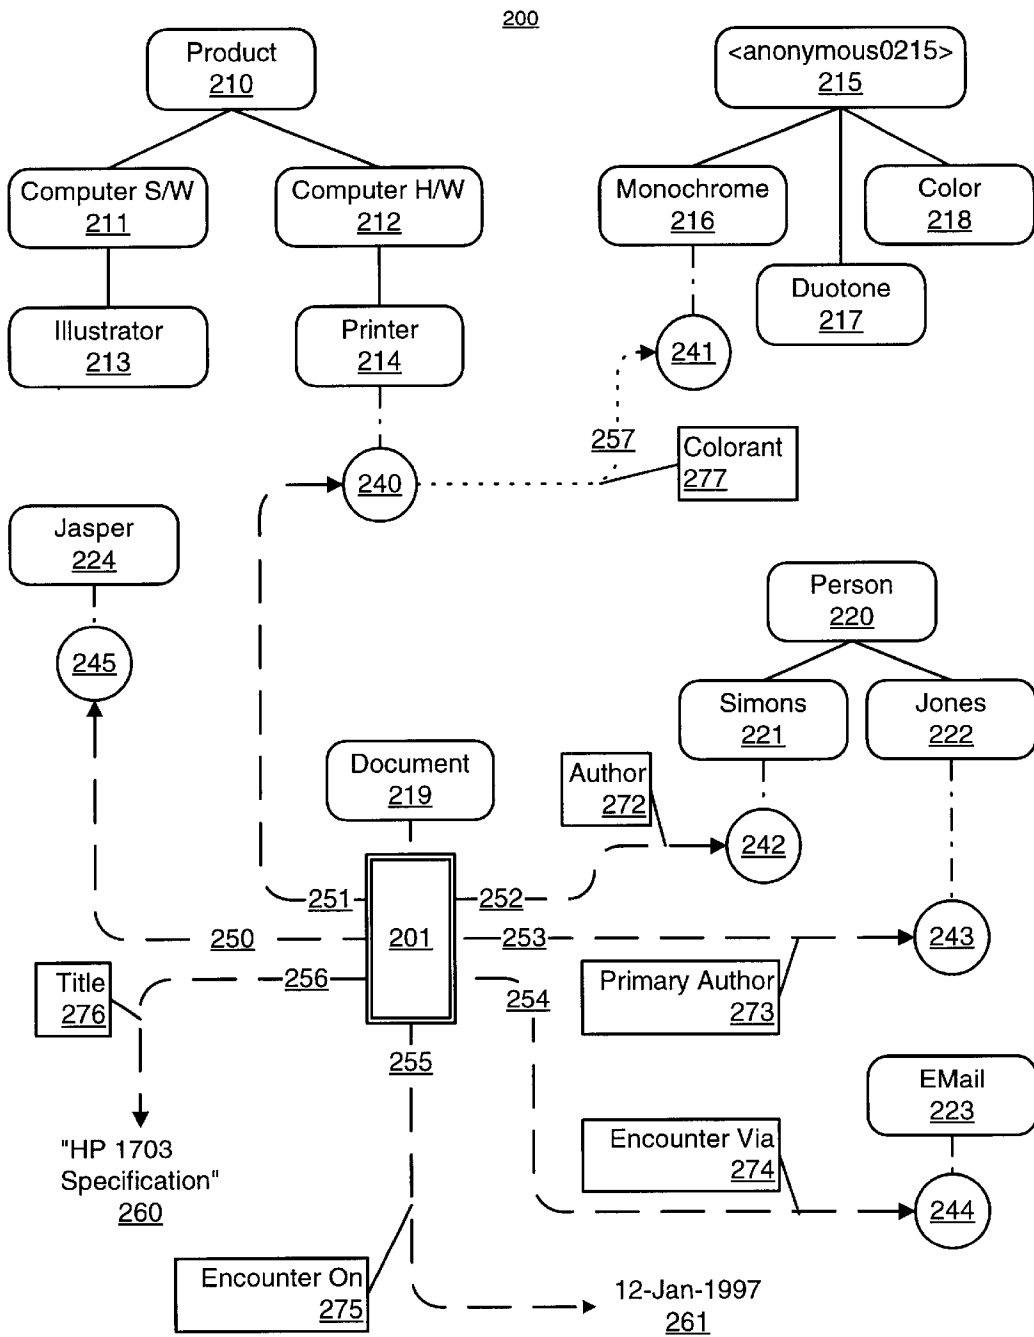 200
Product
210
<anonymous0215>
215
Computer S/W
211
Computer H/W
212
Monochrome
216
Color
218
Illustrator
213
Printer
214
Duotone
217
241
257
Colorant
277
240
Jasper
224
Person
220
245
Simons
221
Jones
222
Document
219
Author
272
242
251
252
250
201
253
243
256
254
Title
276
Primary Author
273
255
EMail
223
"HP 1703
Specification"
260
Encounter Via
274
244
Encounter On
275
12-Jan-1997
261